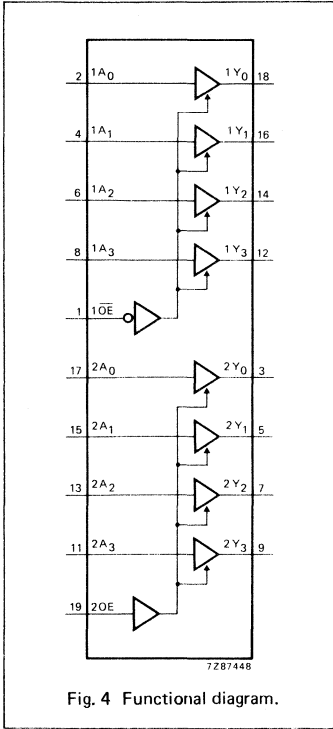 2 1A0 1Y0 18
4 1A1 1Y1 16
6 1A2 1Y2 14
8 1A3 1Y3 12
1 1O̅E̅
17 2A0 2Y0 3
15 2A1 2Y1 5
13 2A2 2Y2 7
11 2A3 2Y3 9
19 2OE
7Z87448
Fig. 4 Functional diagram.